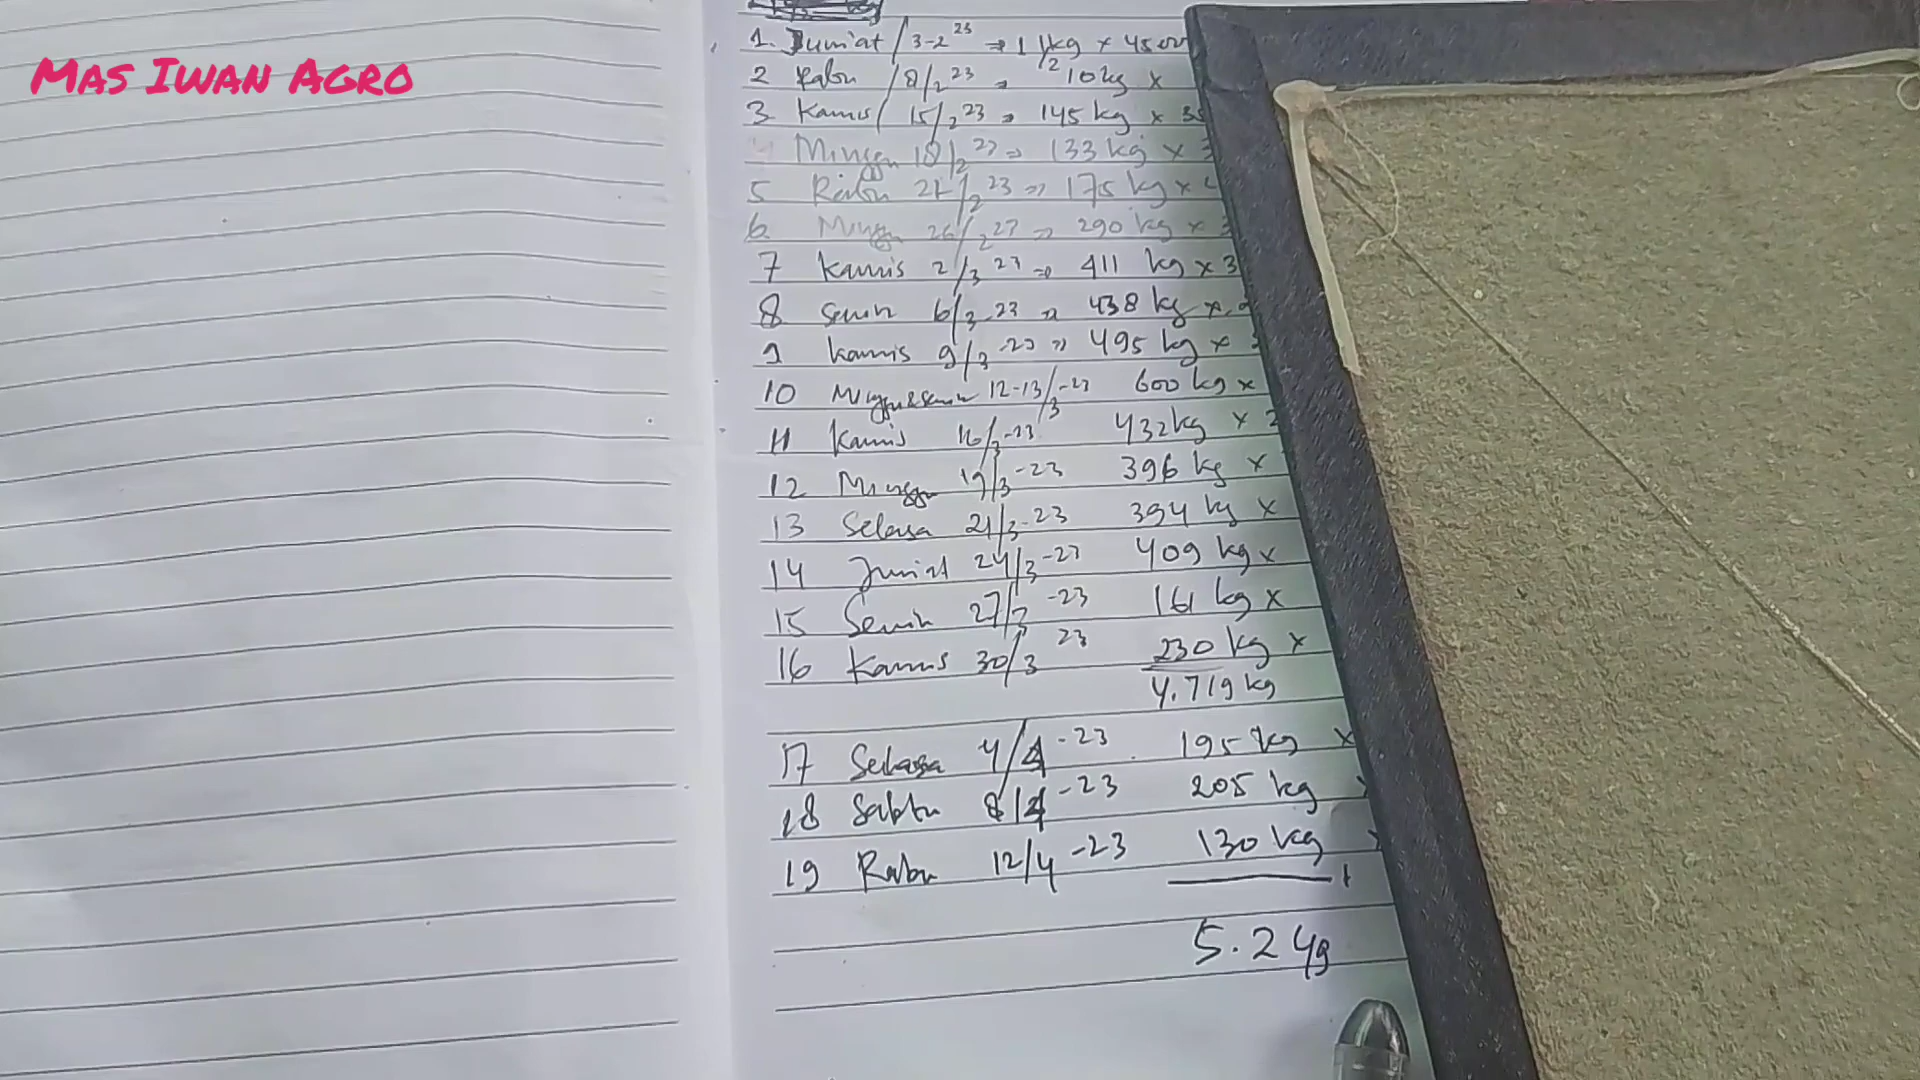 Mas Iwan Agro
1. Jum'at / 3-2 23 ⇒ 1 1/2 kg × 4500
2 Rabu / 8/2 23 ⇒ 10 kg ×
3 Kamis / 15/2 23 ⇒ 145 kg × 35
4 Minggu 18/2 23 ⇒ 133 kg × 3
5 Rabu 21/2 23 ⇒ 175 kg ×
6 Minggu 26/2 23 ⇒ 290 kg × 3
7 Kamis 2/3 23 ⇒ 411 kg × 3
8 Senin 6/3 23 ⇒ 438 kg ×
9 Kamis 9/3 -23 ⇒ 495 kg × 3
10 Minggu & Senin 12-13/3 -23 600 kg ×
11 Kamis 16/3 -23 432 kg × 2
12 Minggu 19/3 -23 396 kg ×
13 Selasa 21/3 - 23 394 kg ×
14 Jum'at 24/3 -23 409 kg ×
15 Senin 27/3 -23 161 kg ×
16 Kamis 30/3 23 230 kg ×
4.719 kg
17 Selasa 4/4 -23 195 kg ×
18 Sabtu 8/4 -23 205 kg ×
19 Rabu 12/4 -23 130 kg ×
+
5.249